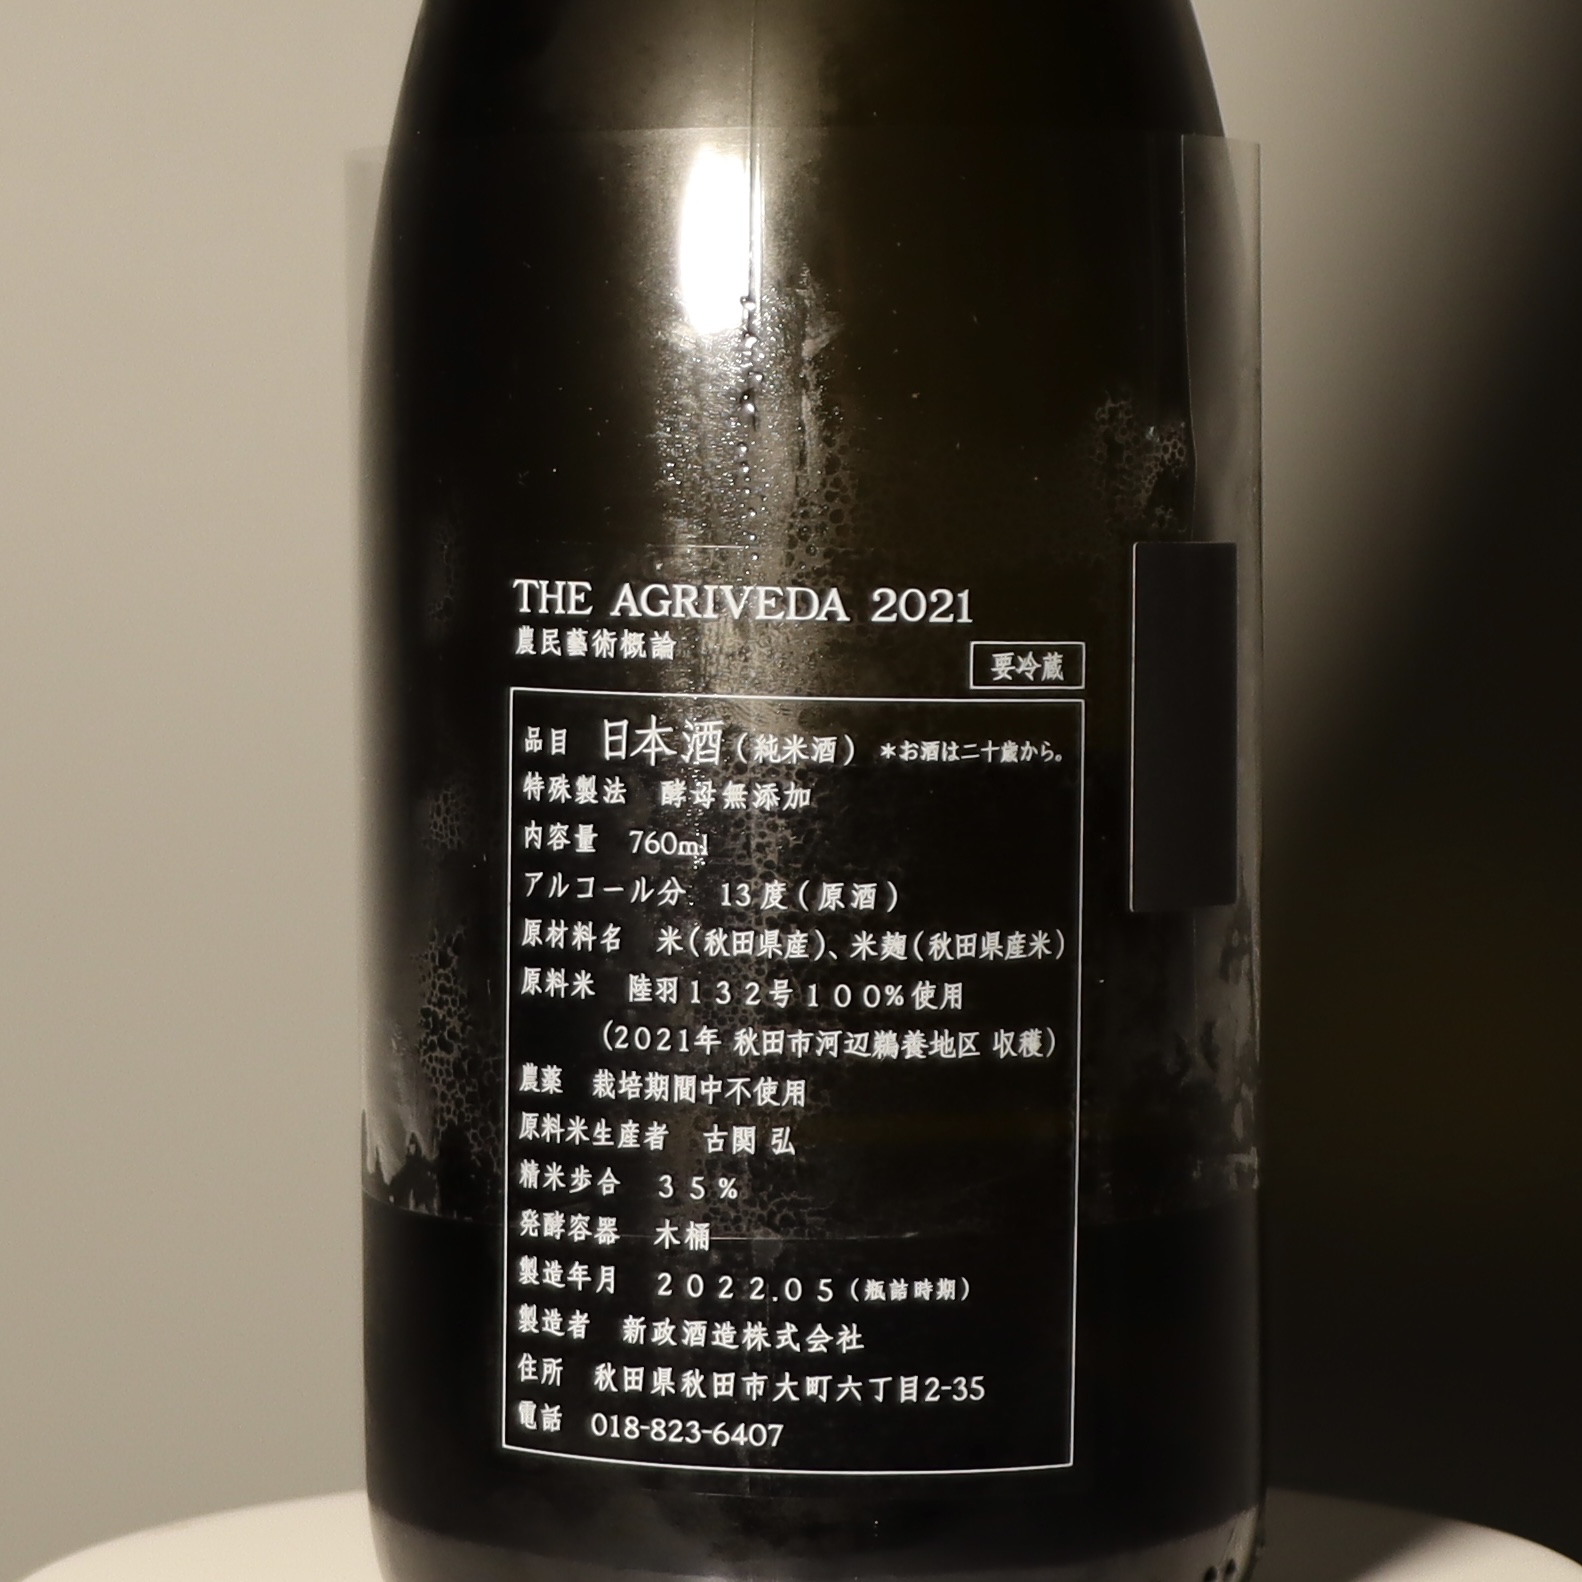 THE AGRIVEDA 2021
農民藝術概論
要冷蔵
品目 日本酒(純米酒) *お酒は二十歳から。
特殊製法 酵母無添加
内容量 760ml
アルコール分 13度(原酒)
原材料名 米(秋田県産)、米麹(秋田県産米)
原料米 陸羽132号100%使用
(2021年 秋田市河辺鵜養地区 収穫)
農薬 栽培期間中不使用
原料米生産者 古関 弘
精米歩合 35%
発酵容器 木桶
製造年月 2022.05(瓶詰時期)
製造者 新政酒造株式会社
住所 秋田県秋田市大町六丁目2-35
電話 018-823-6407